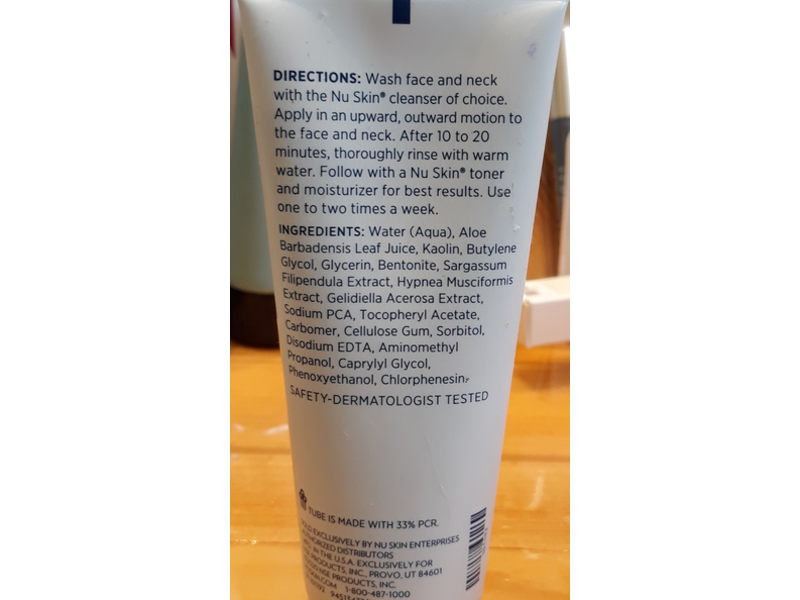 DIRECTIONS: Wash face and neck
with the Nu Skin® cleanser of choice.
Apply in an upward, outward motion to
the face and neck. After 10 to 20
minutes, thoroughly rinse with warm
water. Follow with a Nu Skin® toner
and moisturizer for best results. Use
one to two times a week.
INGREDIENTS: Water (Aqua), Aloe
Barbadensis Leaf Juice, Kaolin, Butylene
Glycol, Glycerin, Bentonite, Sargassum
Filipendula Extract, Hypnea Musciformis
Extract, Gelidiella Acerosa Extract,
Sodium PCA, Tocopheryl Acetate,
Carbomer, Cellulose Gum, Sorbitol,
Disodium EDTA, Aminomethyl
Propanol, Caprylyl Glycol,
Phenoxyethanol, Chlorphenesin.
SAFETY-DERMATOLOGIST TESTED
TUBE IS MADE WITH 33% PCR.
SOLD EXCLUSIVELY BY NU SKIN ENTERPRISES
AUTHORIZED DISTRIBUTORS
IN THE U.S.A. EXCLUSIVELY FOR
PRODUCTS, INC., PROVO, UT 84601
PRODUCTS, INC.
1-800-487-1000